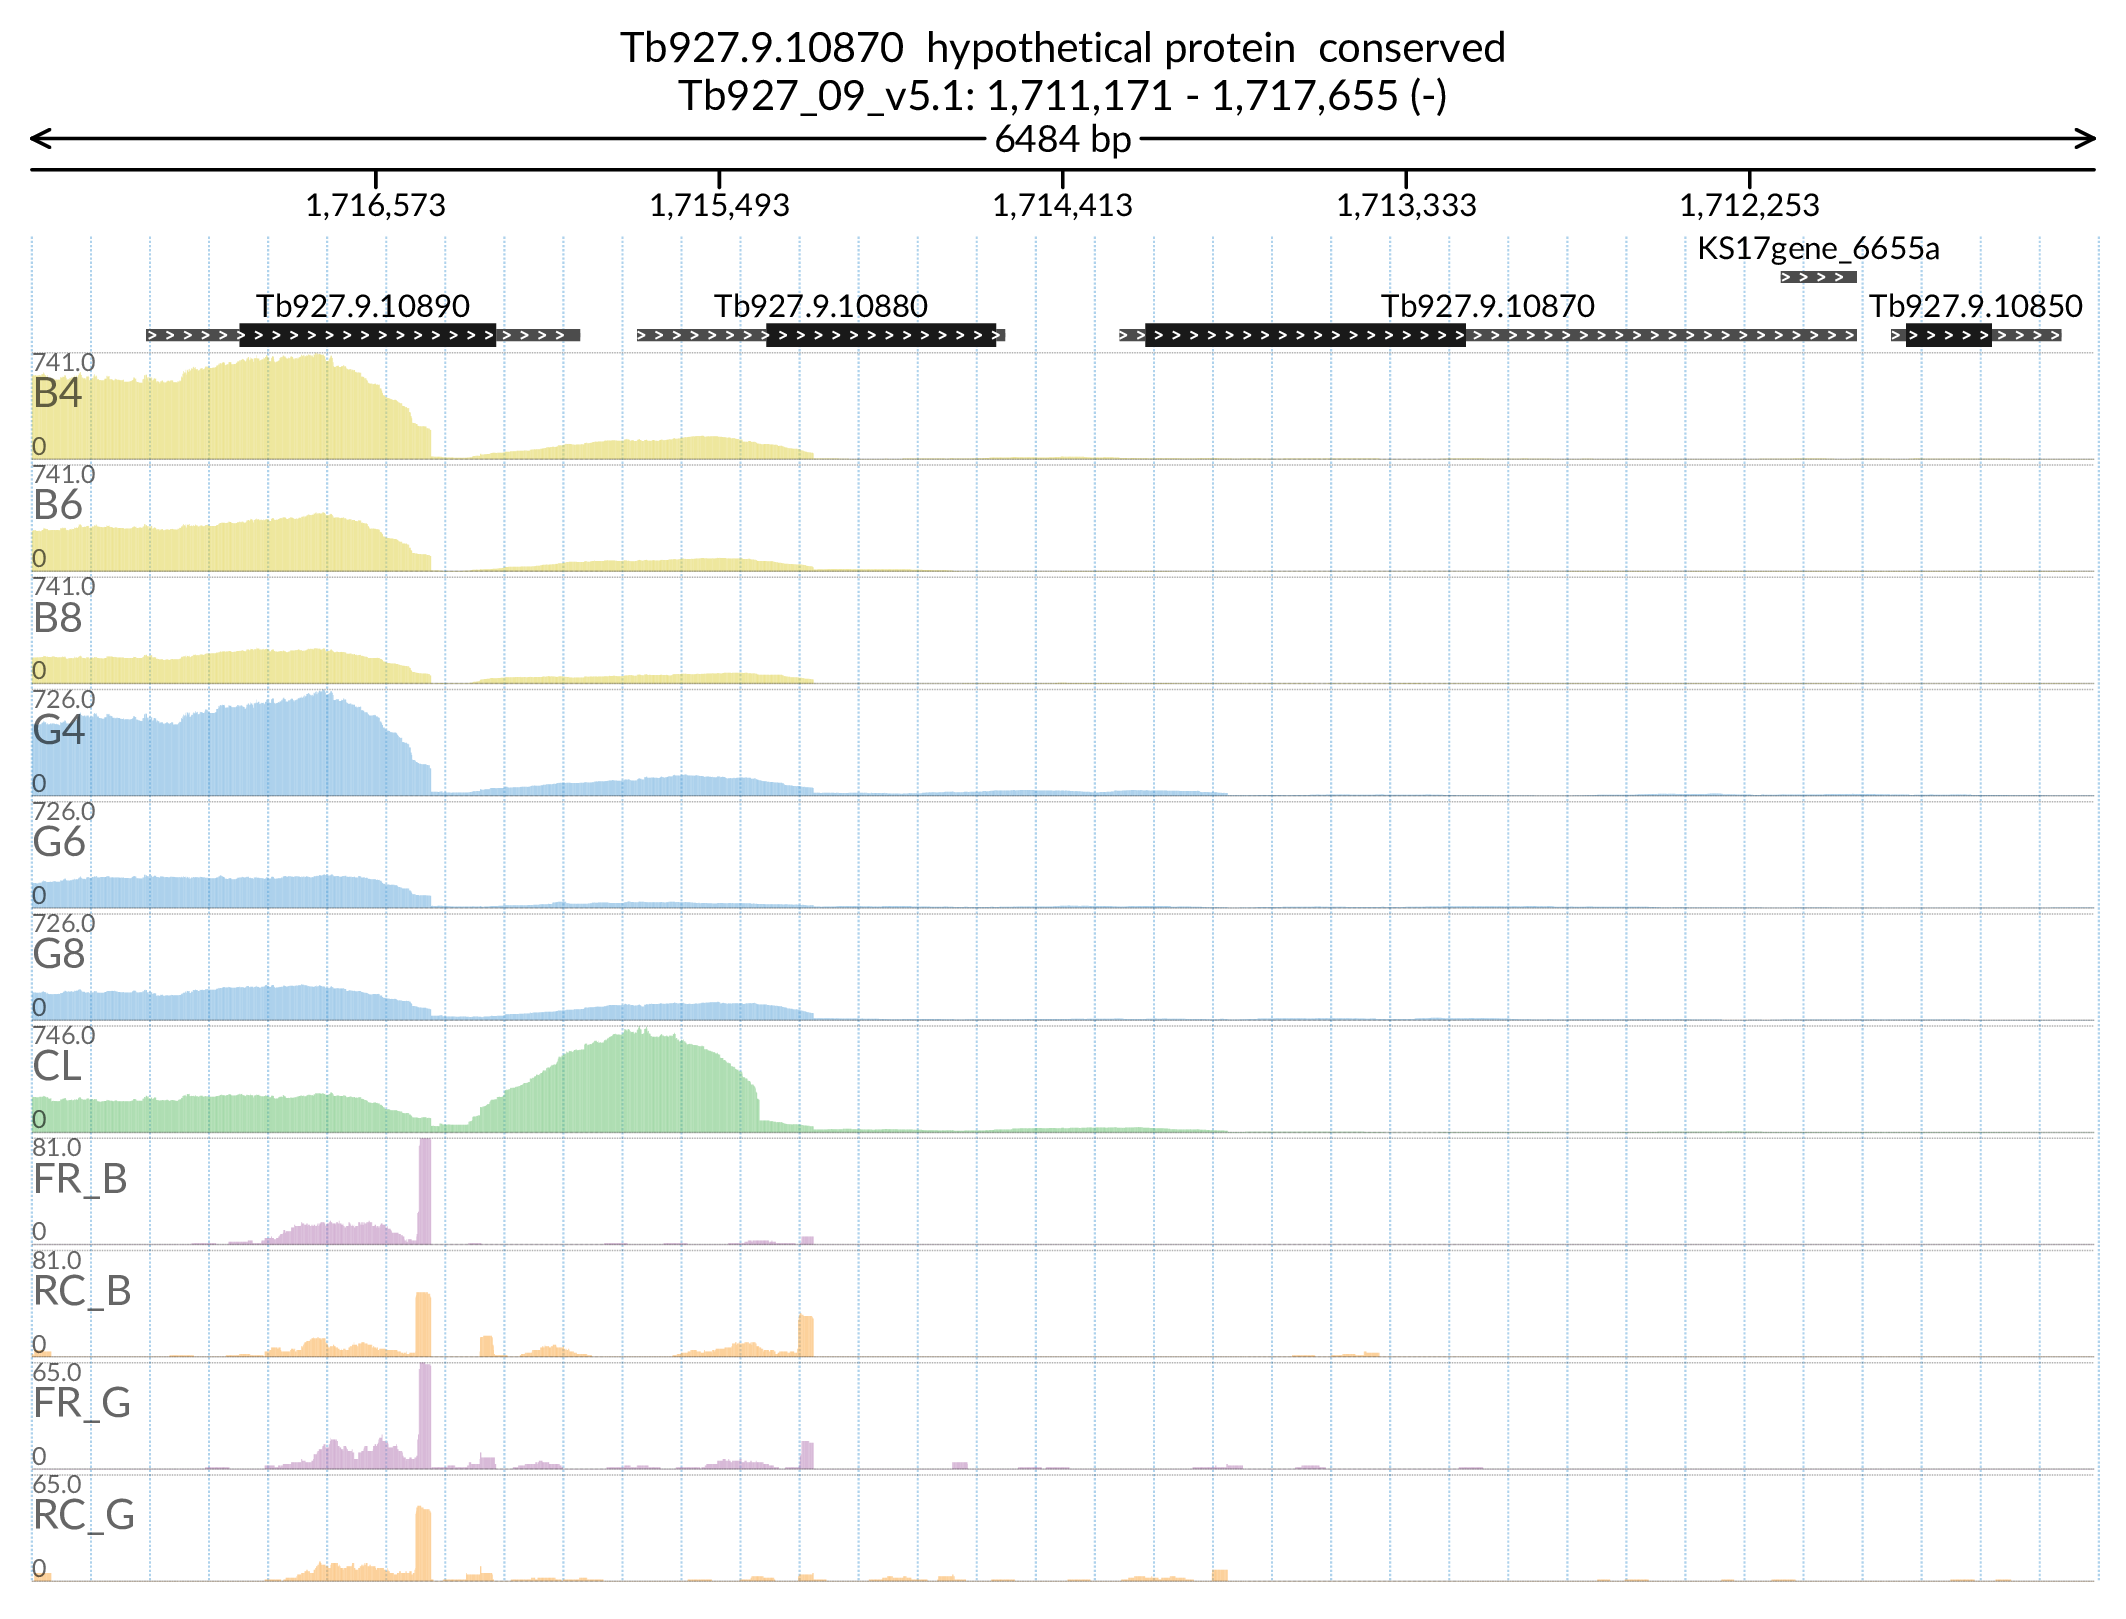 Tb927.9.10870  hypothetical protein  conserved
Tb927_09_v5.1: 1,711,171 - 1,717,655 (-)
6484 bp
1,716,573 1,715,493 1,714,413 1,713,333 1,712,253
KS17gene_6655a
Tb927.9.10890 Tb927.9.10880 Tb927.9.10870 Tb927.9.10850
741.0
B4
0
741.0
B6
0
741.0
B8
0
726.0
G4
0
726.0
G6
0
726.0
G8
0
746.0
CL
0
81.0
FR_B
0
81.0
RC_B
0
65.0
FR_G
0
65.0
RC_G
0